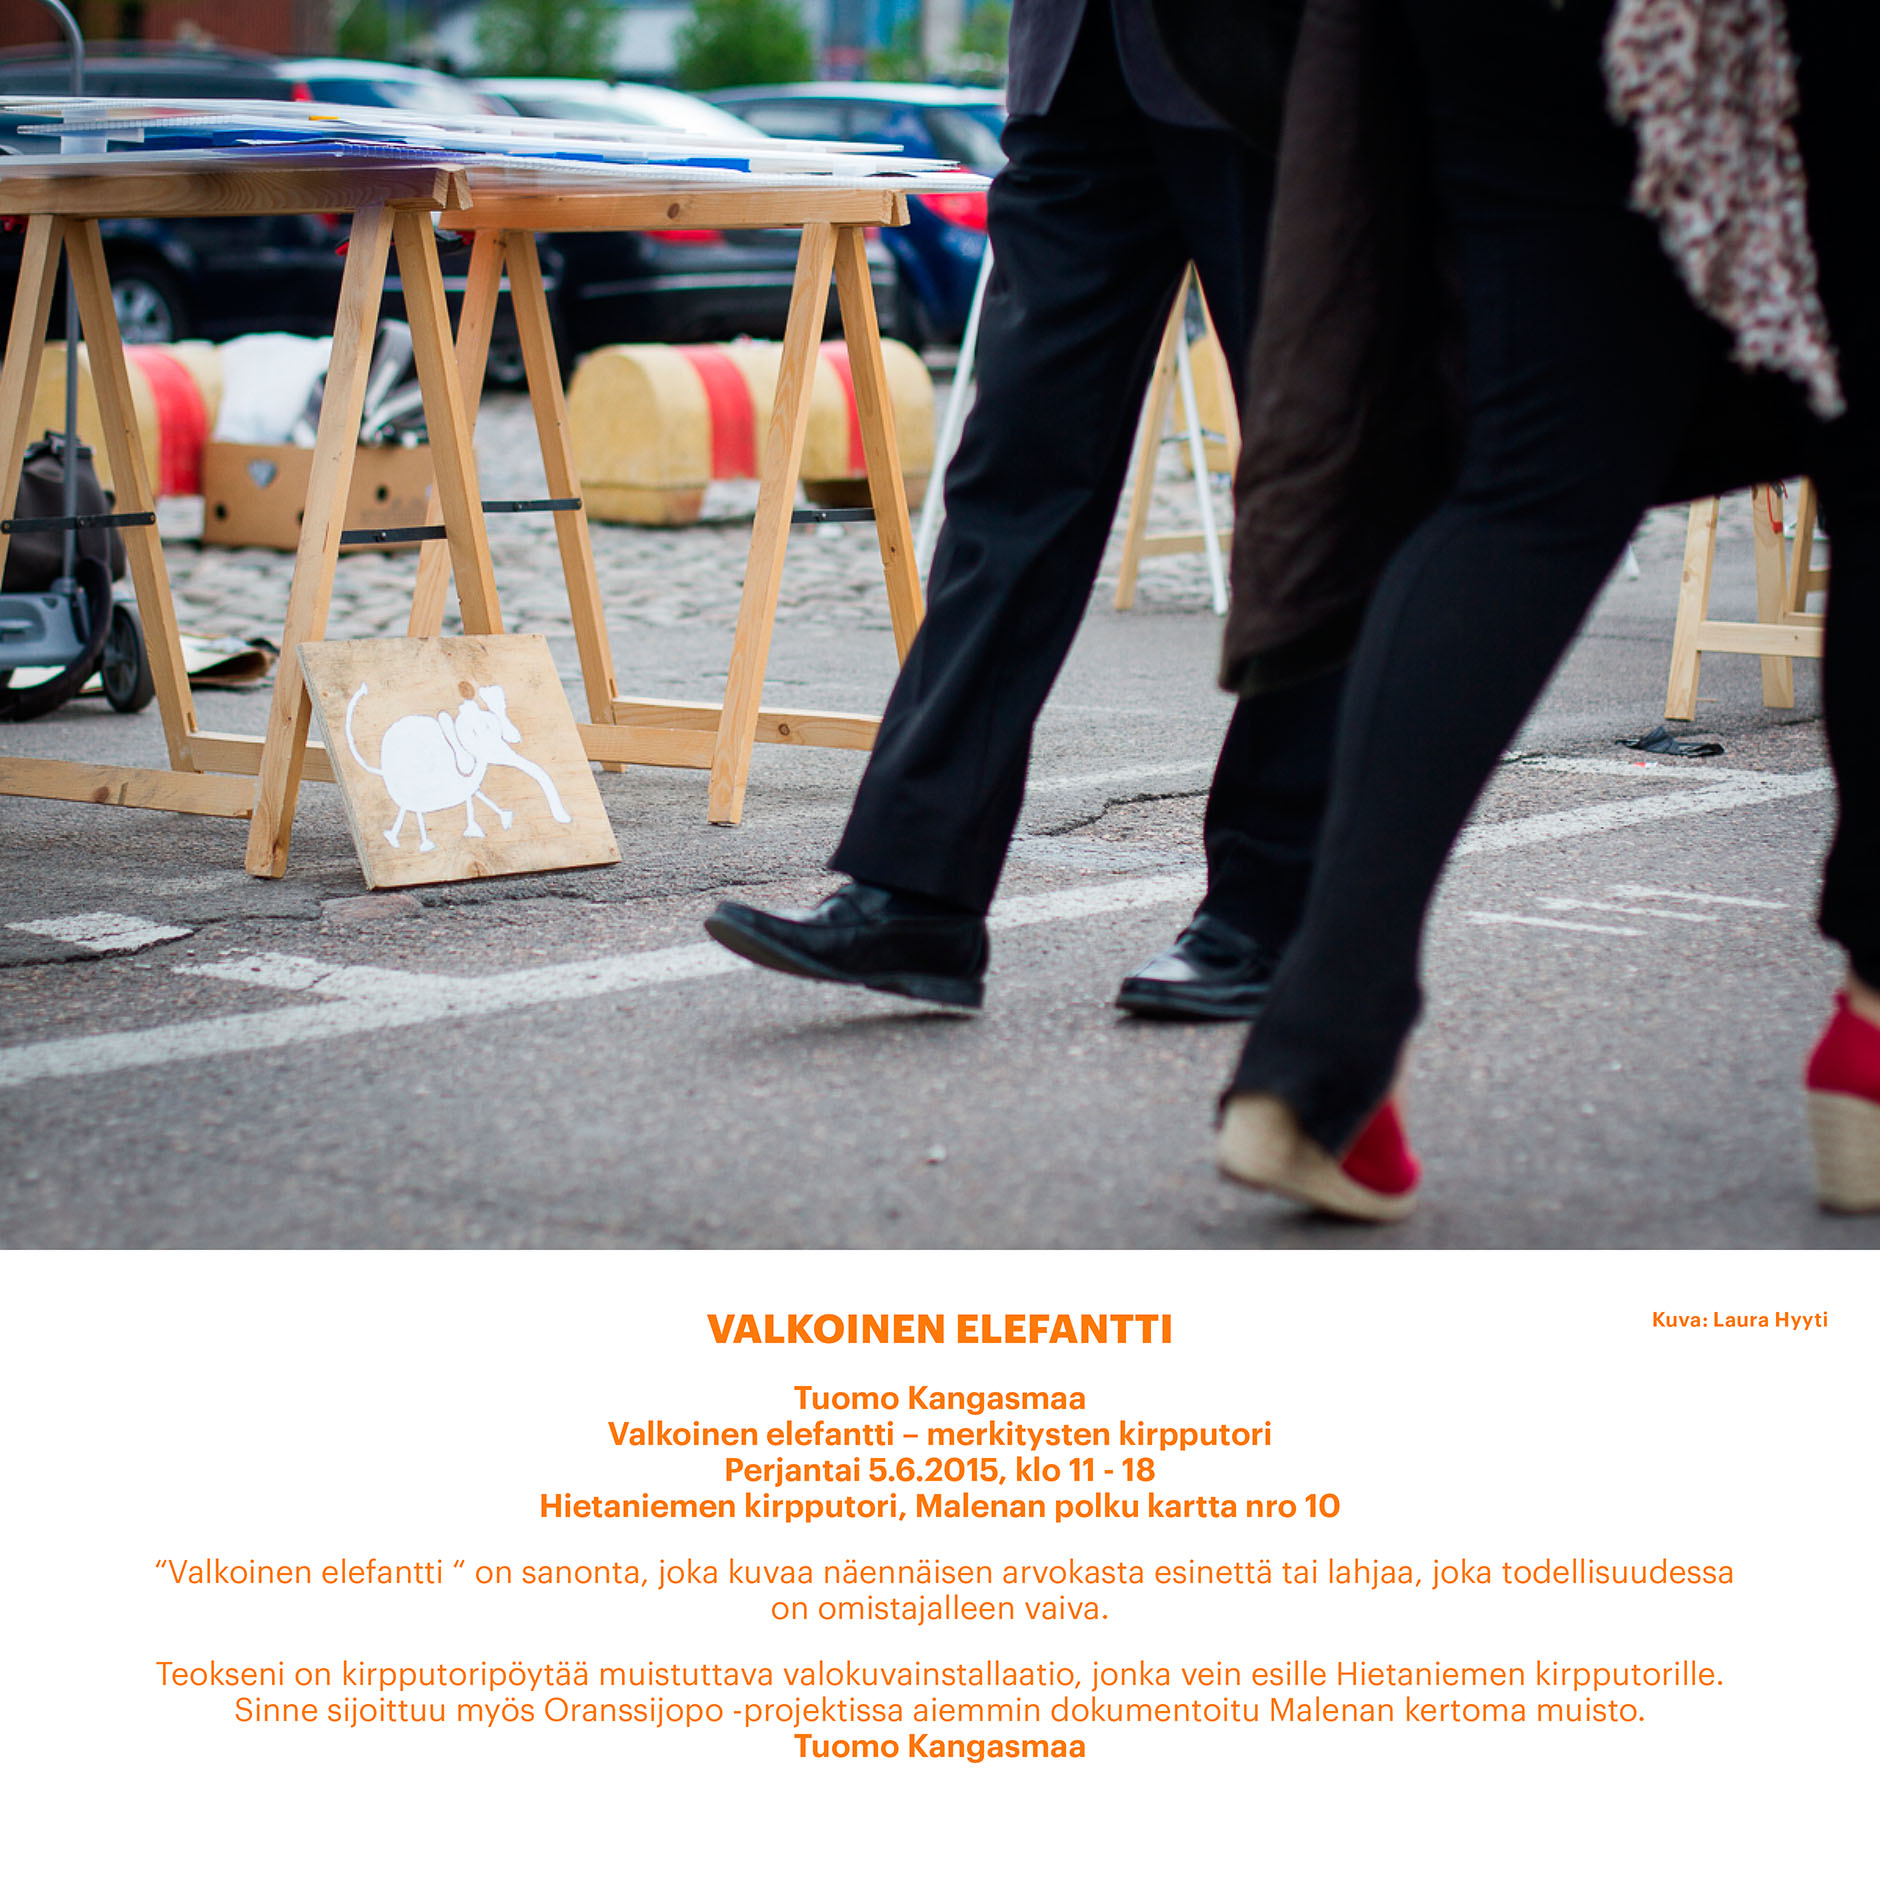 VALKOINEN ELEFANTTI
Kuva: Laura Hyyti
Tuomo Kangasmaa
Valkoinen elefantti – merkitysten kirpputori
Perjantai 5.6.2015, klo 11 - 18
Hietaniemen kirpputori, Malenan polku kartta nro 10
“Valkoinen elefantti “ on sanonta, joka kuvaa näennäisen arvokasta esinettä tai lahjaa, joka todellisuudessa
on omistajalleen vaiva.
Teokseni on kirpputoripöytää muistuttava valokuvainstallaatio, jonka vein esille Hietaniemen kirpputorille.
Sinne sijoittuu myös Oranssijopo -projektissa aiemmin dokumentoitu Malenan kertoma muisto.
Tuomo Kangasmaa